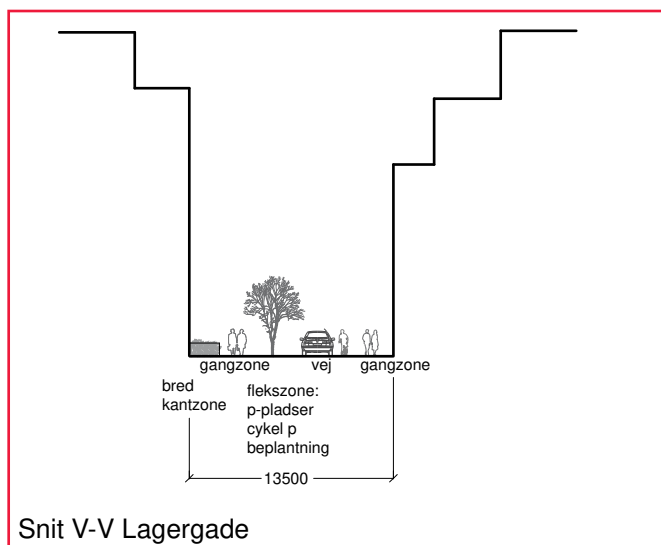 gangzone
vej
gangzone
bred
kantzone
flekszone:
p-pladser
cykel p
beplantning
13500
Snit V-V Lagergade